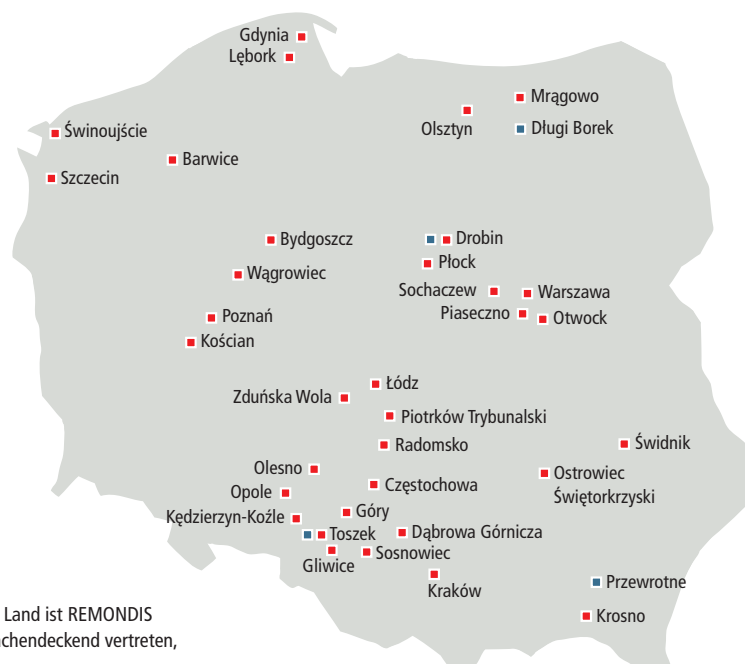 Gdynia
Lębork
Mrągowo
Olsztyn
Długi Borek
Świnoujście
Barwice
Szczecin
Bydgoszcz
Drobin
Płock
Wągrowiec
Sochaczew
Warszawa
Piaseczno
Otwock
Poznań
Kościan
Łódz
Zduńska Wola
Piotrków Trybunalski
Radomsko
Świdnik
Olesno
Częstochowa
Ostrowiec
Świętorkrzyski
Opole
Góry
Kędzierzyn-Koźle
Toszek
Dąbrowa Górnicza
Gliwice
Sosnowiec
Kraków
Przewrotne
Krosno
Land ist REMONDIS
chendeckend vertreten,